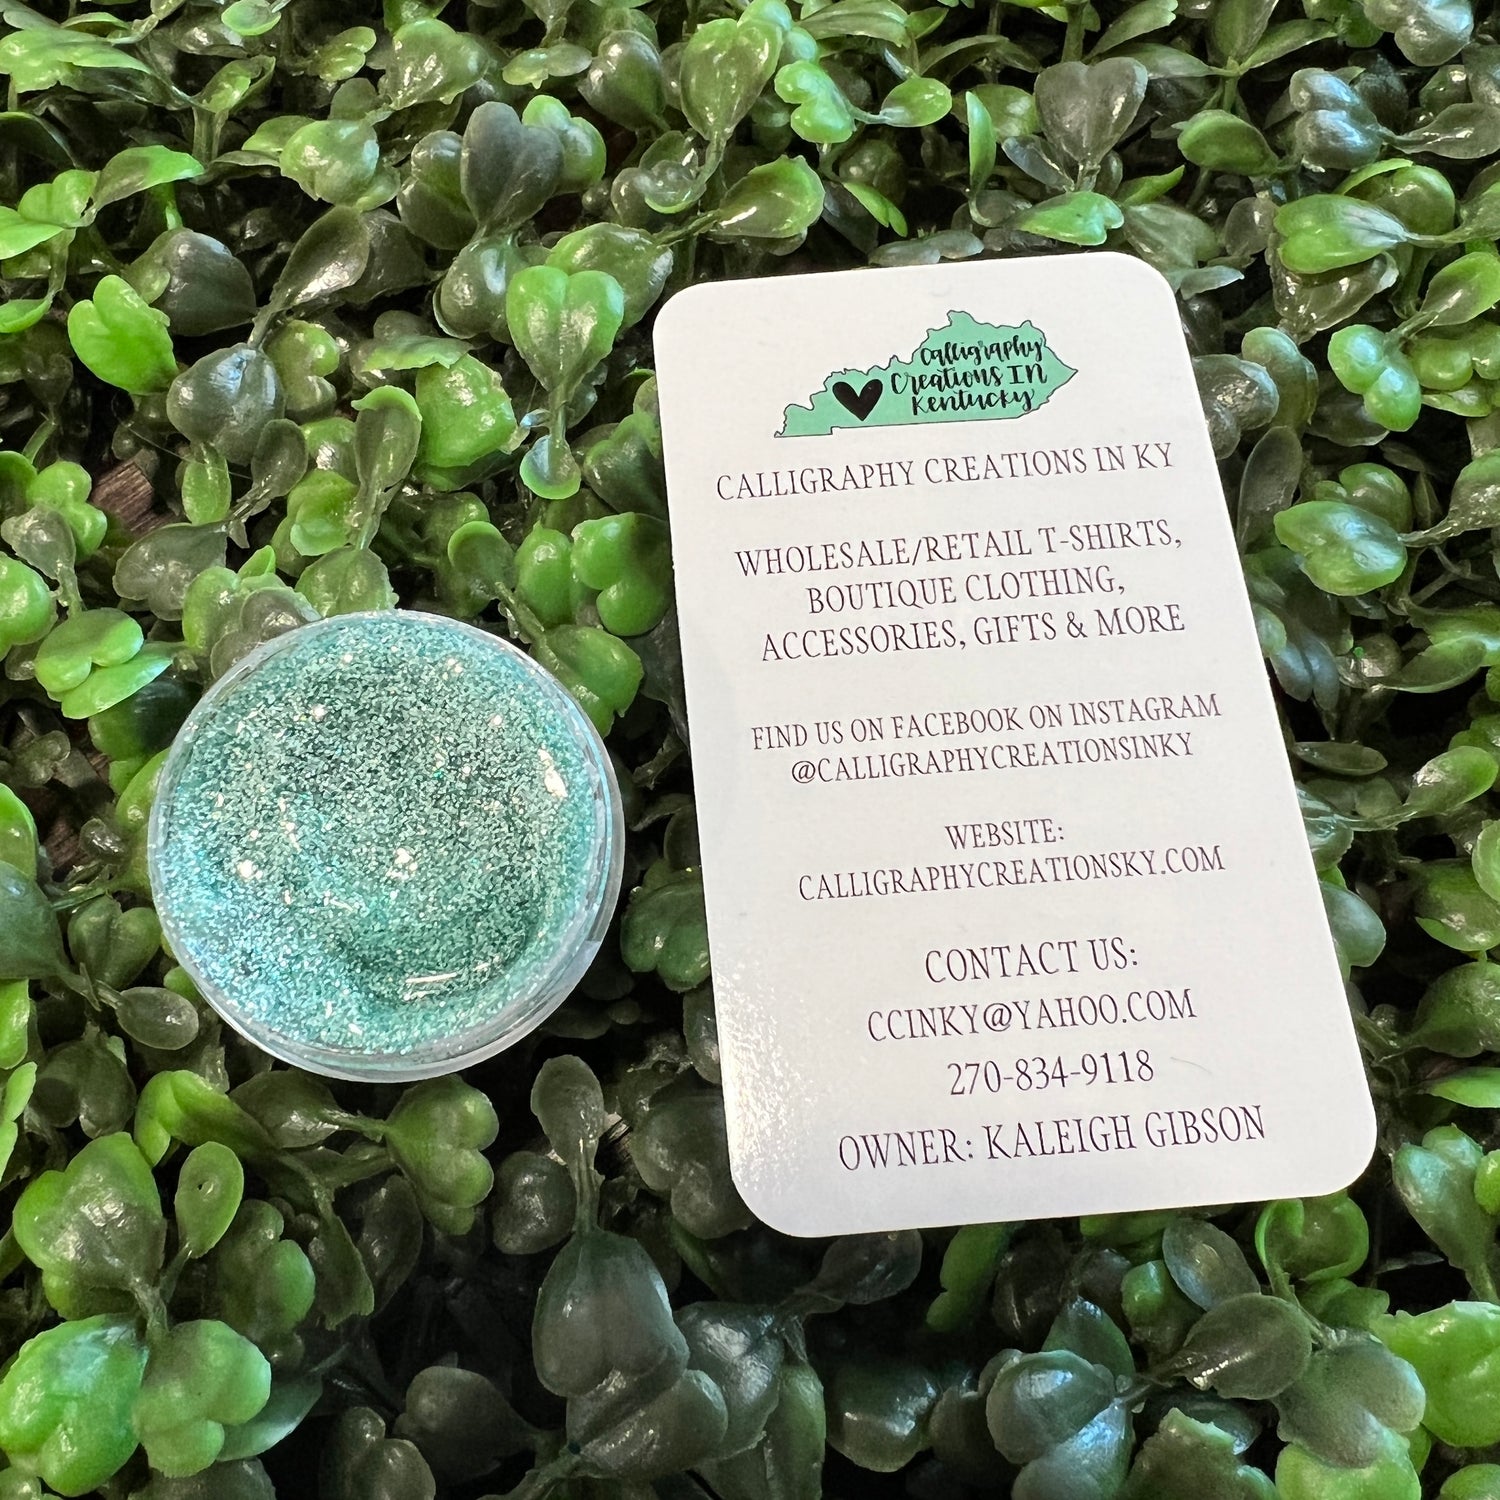 Calligraphy
Creations IN
Kentucky
CALLIGRAPHY CREATIONS IN KY
WHOLESALE/RETAIL T-SHIRTS,
BOUTIQUE CLOTHING,
ACCESSORIES, GIFTS & MORE
FIND US ON FACEBOOK ON INSTAGRAM
@CALLIGRAPHYCREATIONSINKY
WEBSITE:
CALLIGRAPHYCREATIONSKY.COM
CONTACT US:
CCINKY@YAHOO.COM
270-834-9118
OWNER: KALEIGH GIBSON